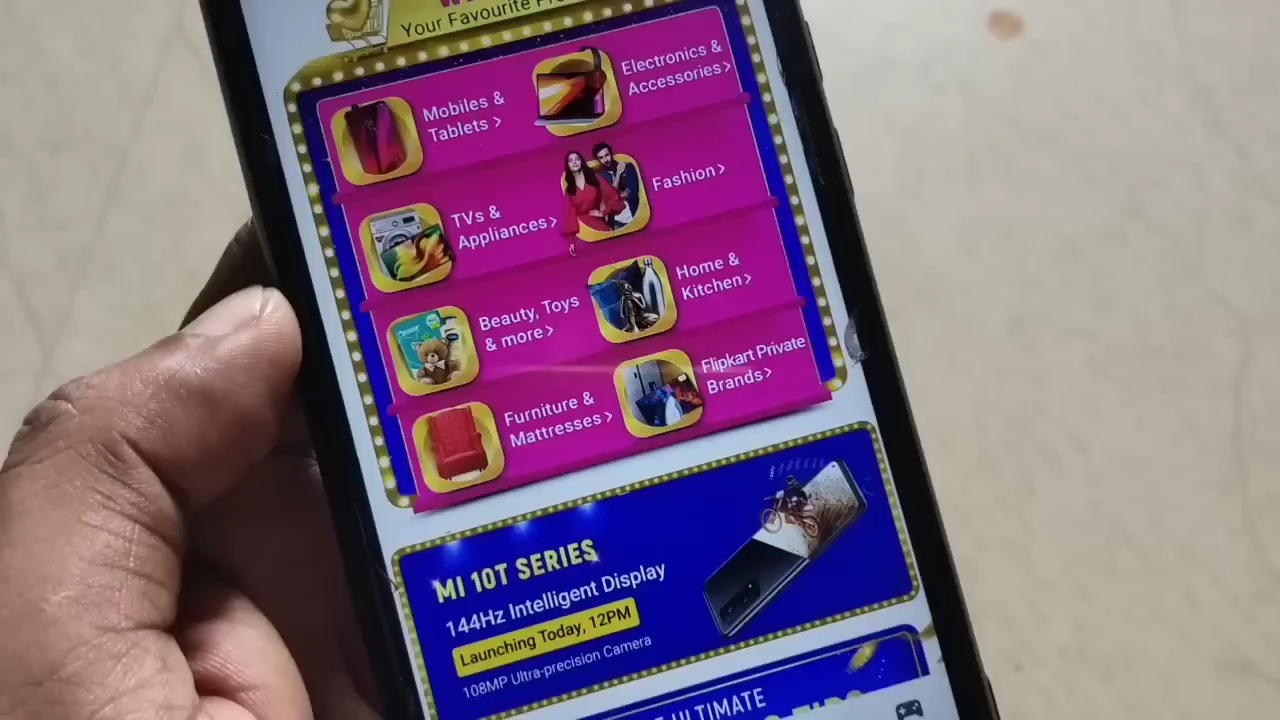 Your Favourite
Mobiles &
Tablets >
Electronics &
Accessories>
TVs &
Appliances>
Fashion>
Beauty, Toys
& more>
Home &
Kitchen>
Furniture &
Mattresses >
Flipkart Private
Brands>
MI 10T SERIES
144Hz Intelligent Display
Launching Today, 12PM
108MP Ultra-precision Camera
ULTIMATE